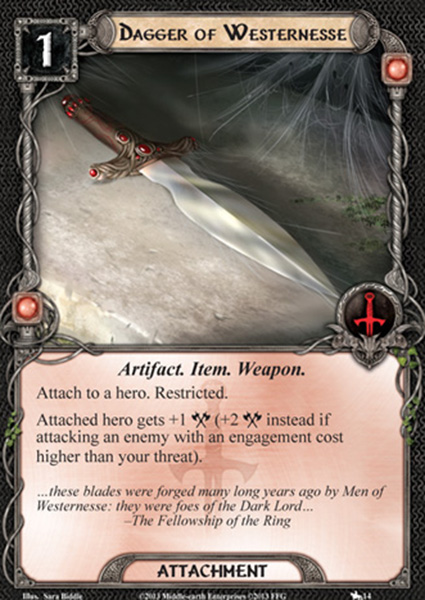 1
DAGGER OF WESTERNESSE
Artifact. Item. Weapon.
Attach to a hero. Restricted.
Attached hero gets +1 (+2 instead if
attacking an enemy with an engagement cost
higher than your threat).
…these blades were forged many long years ago by Men of
Westernesse: they were foes of the Dark Lord…
–The Fellowship of the Ring
ATTACHMENT
Illus. Sara Biddle ©2013 Middle-earth Enterprises ©2013 FFG 14